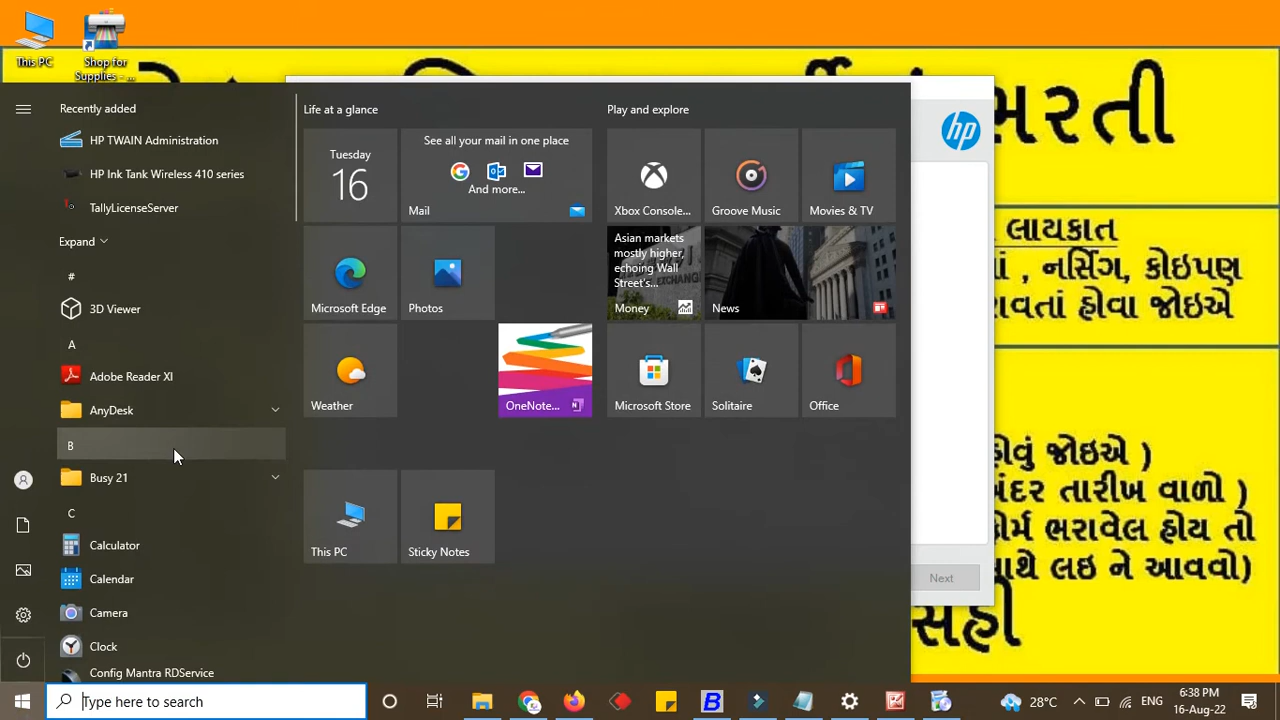 This PC
Shop for
Supplies - ...
ભરતી
hp
લાયકાત
નર્સિંગ, કોઇપણ
રાવતાં હોવા જોઇએ
હોવું જોઇએ )
અંદર તારીખ વાળો )
ફોર્મ ભરાવેલ હોય તો
સાથે લઇ ને આવવો)
સહી
Next
Recently added
HP TWAIN Administration
HP Ink Tank Wireless 410 series
TallyLicenseServer
Expand
#
3D Viewer
A
Adobe Reader XI
AnyDesk
B
Busy 21
C
Calculator
Calendar
Camera
Clock
Config Mantra RDService
Life at a glance
Tuesday
16
See all your mail in one place
And more...
Mail
Microsoft Edge
Photos
Weather
OneNote...
This PC
Sticky Notes
Play and explore
Xbox Console...
Groove Music
Movies & TV
Asian markets
mostly higher,
echoing Wall
Street's...
Money
News
Microsoft Store
Solitaire
Office
Type here to search
28°C
ENG
6:38 PM
16-Aug-22